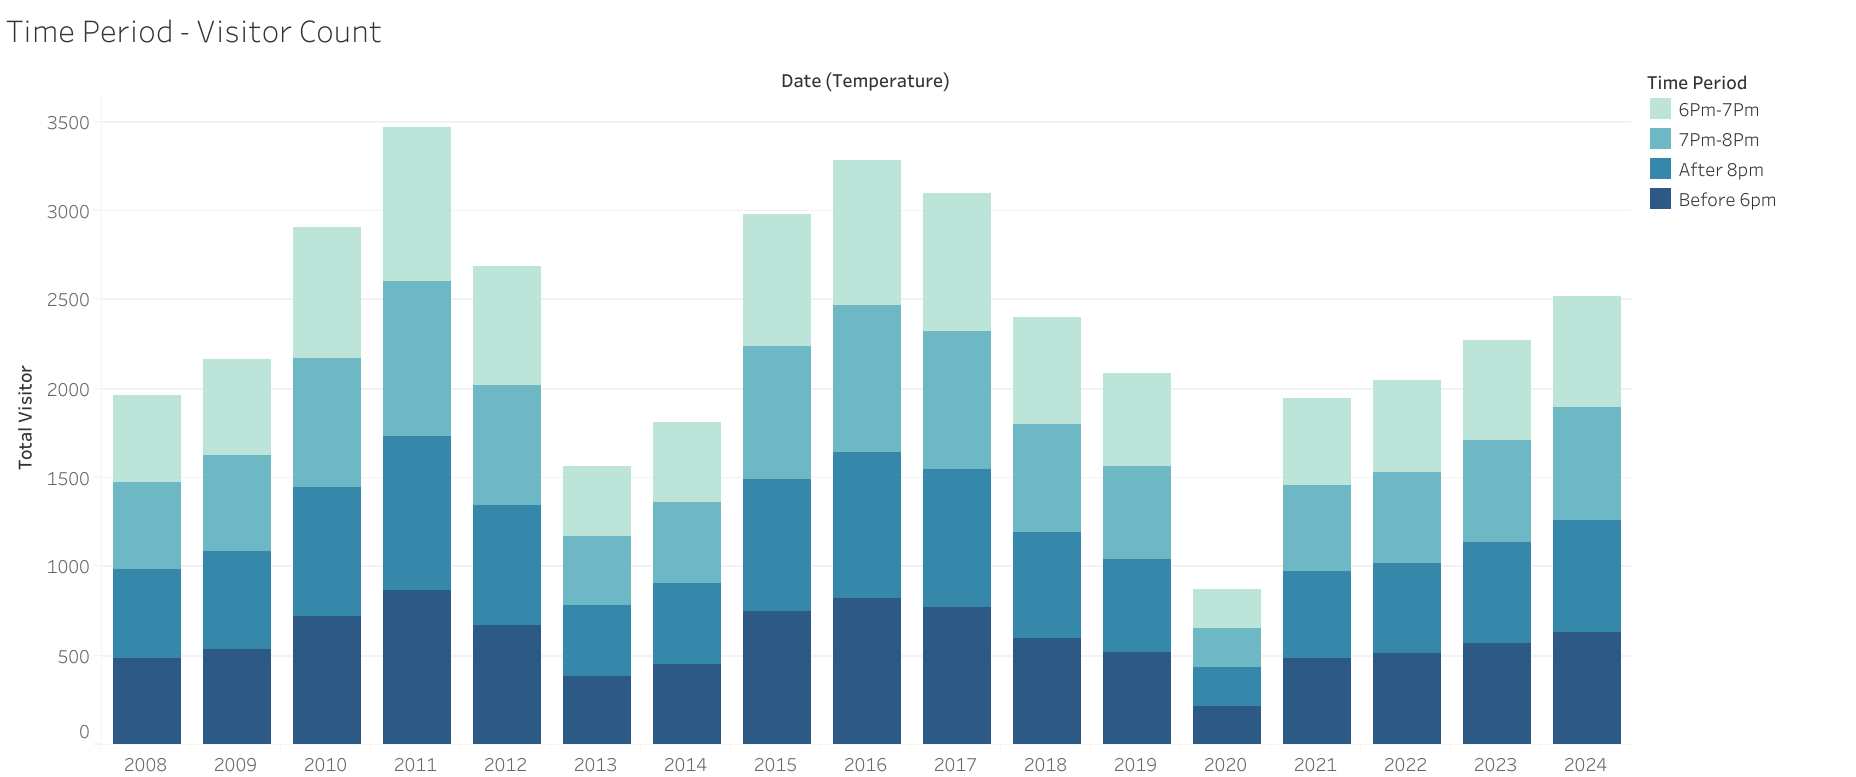 Time Period - Visitor Count
Date (Temperature)
Time Period
6Pm-7Pm
7Pm-8Pm
After 8pm
Before 6pm
Total Visitor
3500
3000
2500
2000
1500
1000
500
0
2008 2009 2010 2011 2012 2013 2014 2015 2016 2017 2018 2019 2020 2021 2022 2023 2024